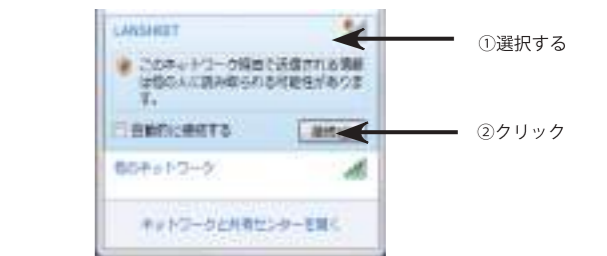 LANSHEET
①選択する
このネットワーク経由で送信される情報
は他の人に読み取られる可能性がありま
す。
自動的に接続する
②クリック
他のネットワーク
ネットワークと共有センターを開く